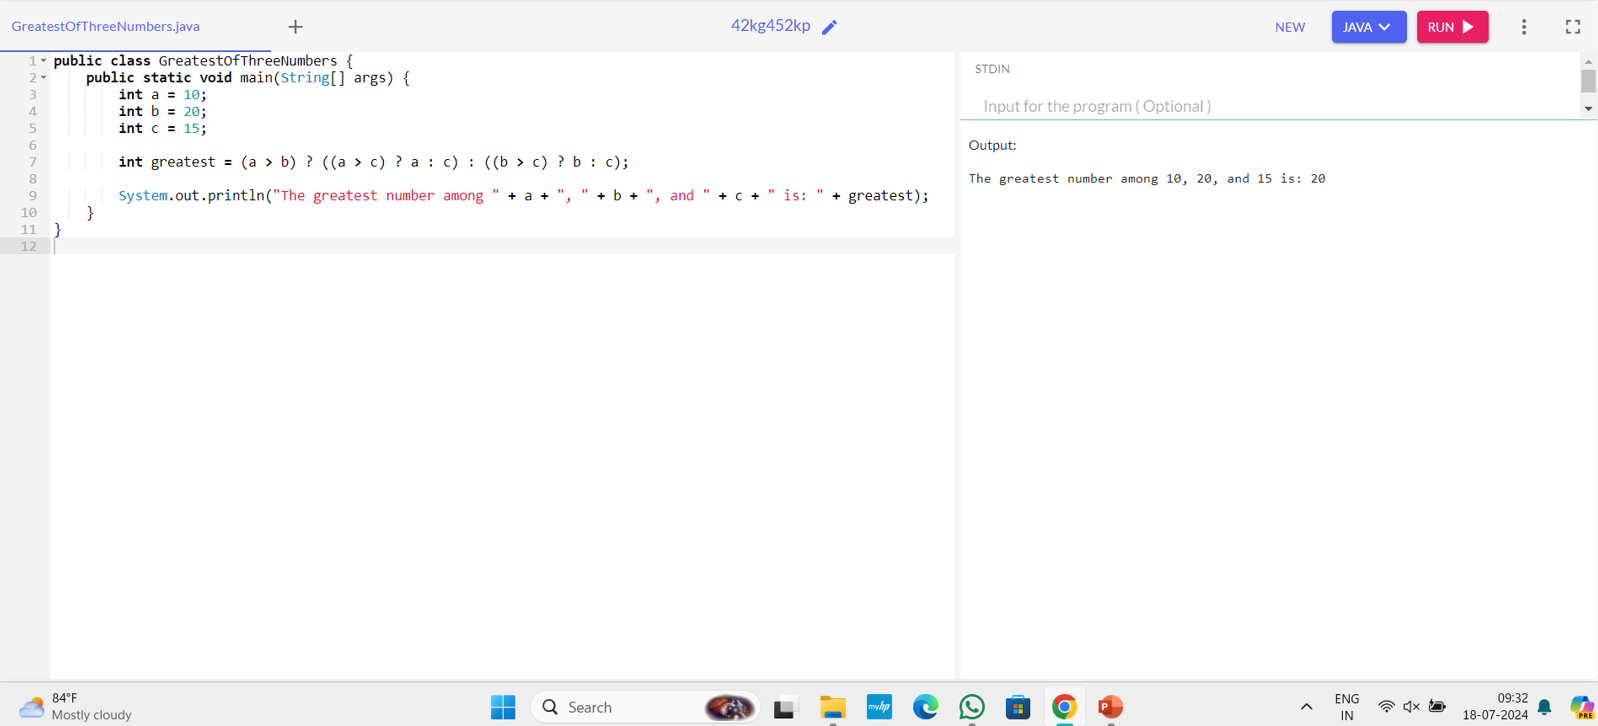 GreatestOfThreeNumbers.java
42kg452kp
NEW
JAVA
RUN
1 public class GreatestOfThreeNumbers {
2 public static void main(String[] args) {
3 int a = 10;
4 int b = 20;
5 int c = 15;
6
7 int greatest = (a > b) ? ((a > c) ? a : c) : ((b > c) ? b : c);
8
9 System.out.println("The greatest number among " + a + ", " + b + ", and " + c + " is: " + greatest);
10 }
11 }
12
STDIN
Input for the program ( Optional )
Output:
The greatest number among 10, 20, and 15 is: 20
84°F
Mostly cloudy
Search
myhp
P
ENG
IN
09:32
18-07-2024
PRE